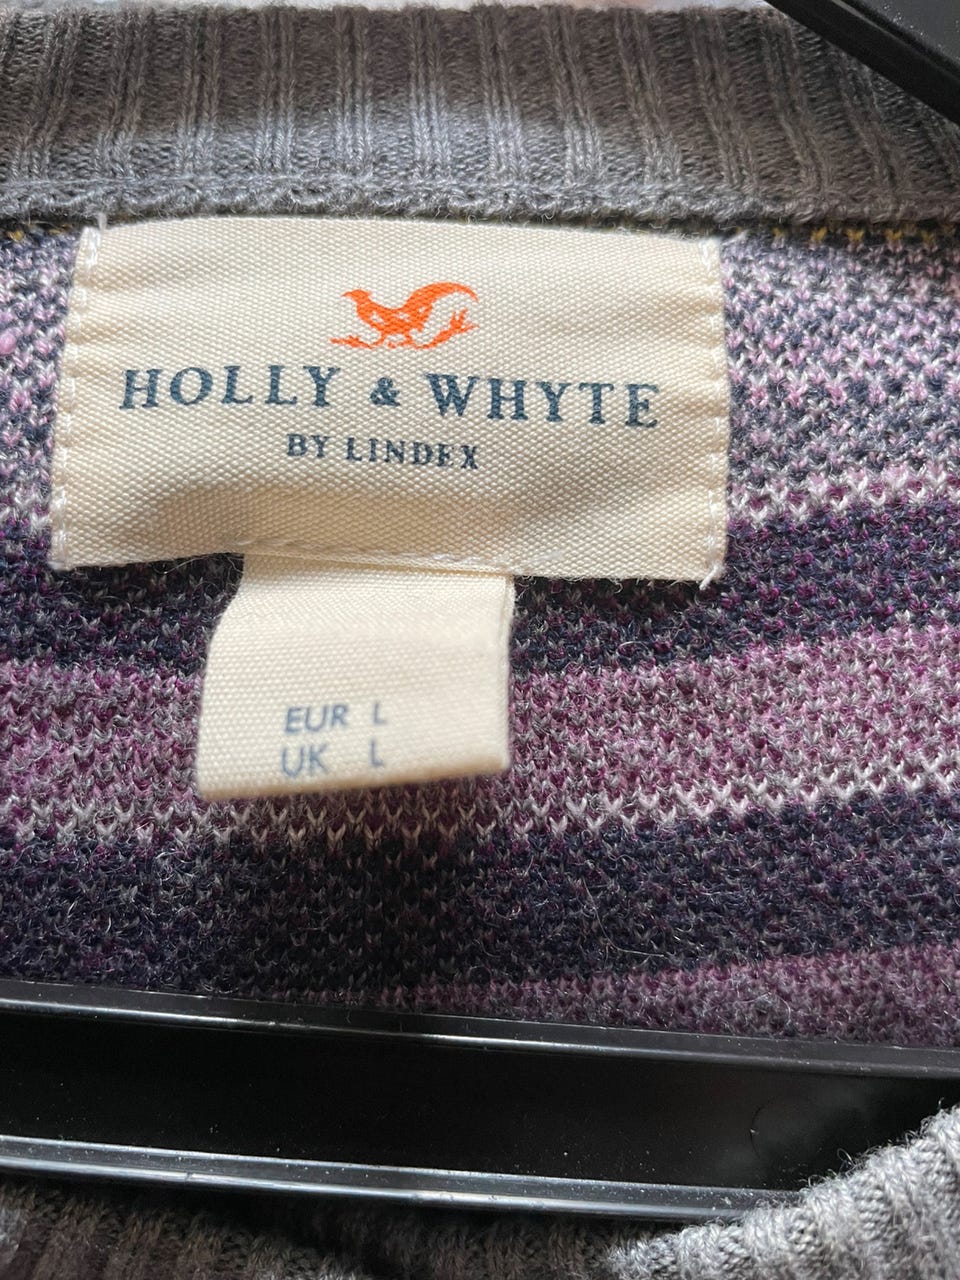 HOLLY & WHYTE
BY LINDEX
EUR L
UK L